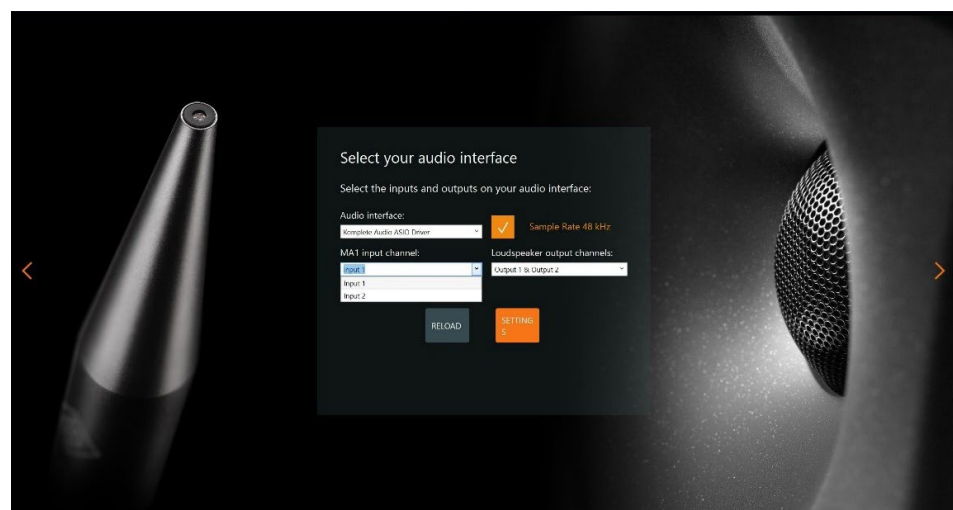 Select your audio interface
Select the inputs and outputs on your audio interface:
Audio interface:
Komplete Audio ASIO Driver
Sample Rate 48 kHz
MA1 input channel:
Loudspeaker output channels:
Input 1
Output 1 & Output 2
Input 1
Input 2
RELOAD
SETTING
S